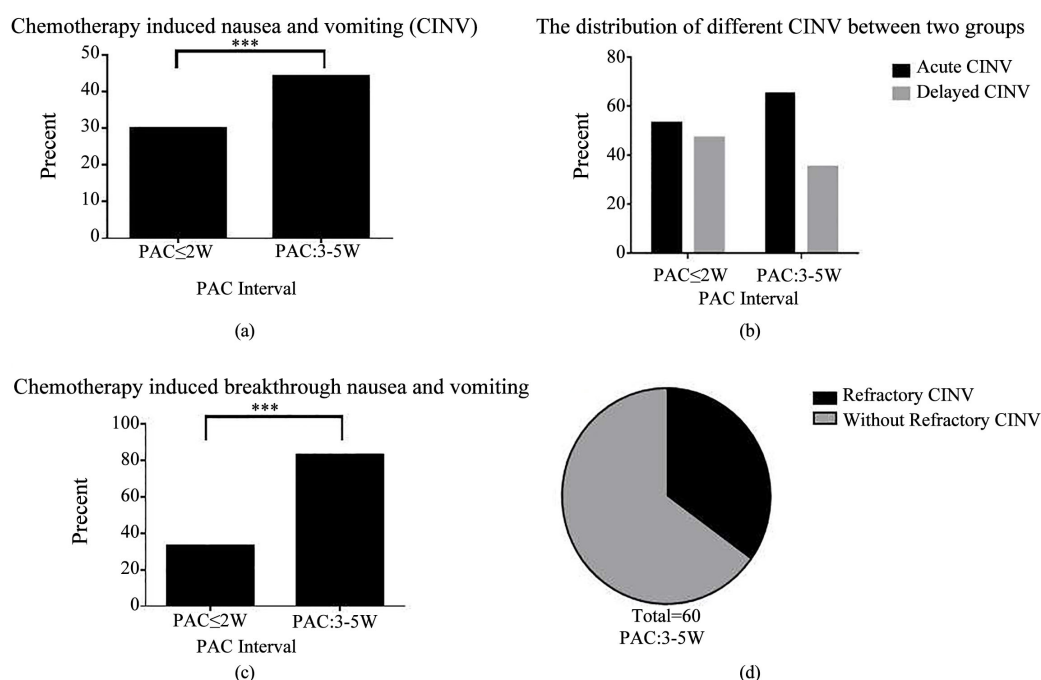 Chemotherapy induced nausea and vomiting (CINV)
***
50
40
30
20
10
0
Precent
PAC≤2W
PAC:3-5W
PAC Interval
(a)
The distribution of different CINV between two groups
Acute CINV
Delayed CINV
80
60
40
20
60
Precent
PAC≤2W
PAC:3-5W
PAC Interval
(b)
Chemotherapy induced breakthrough nausea and vomiting
***
100
80
60
40
20
0
Precent
PAC≤2W
PAC:3-5W
PAC Interval
(c)
Refractory CINV
Without Refractory CINV
Total=60
PAC:3-5W
(d)